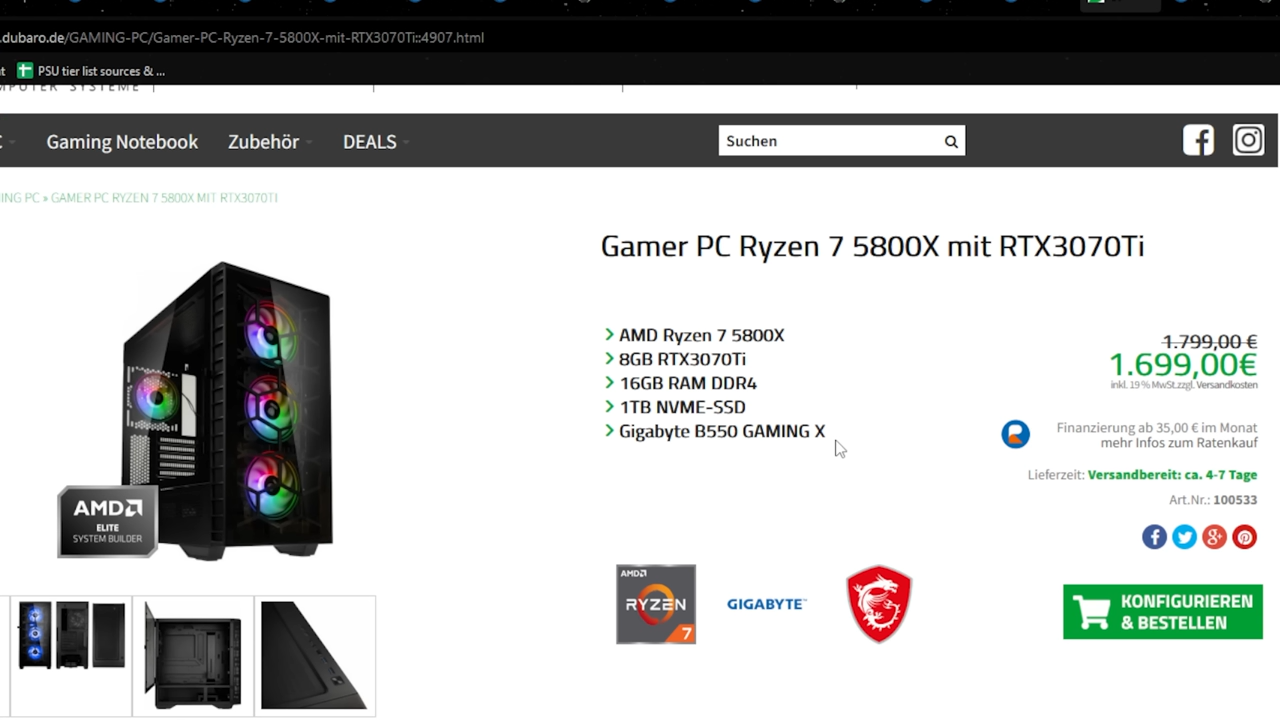 .dubaro.de/GAMING-PC/Gamer-PC-Ryzen-7-5800X-mit-RTX3070Ti::4907.html
PSU tier list sources & ...
Gaming Notebook
Zubehör
DEALS
Suchen
ING PC » GAMER PC RYZEN 7 5800X MIT RTX3070TI
Gamer PC Ryzen 7 5800X mit RTX3070Ti
AMD Ryzen 7 5800X
8GB RTX3070Ti
16GB RAM DDR4
1TB NVME-SSD
Gigabyte B550 GAMING X
1.799,00 €
1.699,00€
inkl. 19 % MwSt.zzgl. Versandkosten
Finanzierung ab 35,00 € im Monat
mehr Infos zum Ratenkauf
Lieferzeit: Versandbereit: ca. 4-7 Tage
Art.Nr.: 100533
AMD
ELITE
SYSTEM BUILDER
AMD
RYZEN
7
GIGABYTE™
KONFIGURIEREN
& BESTELLEN